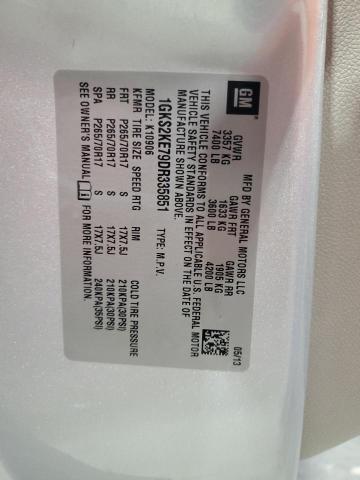 GM
MFD BY GENERAL MOTORS LLC
05/13
GVWR GAWR FRT GAWR RR
3357 KG 1633 KG 1905 KG
7400 LB 3600 LB 4200 LB
THIS VEHICLE CONFORMS TO ALL APPLICABLE U.S. FEDERAL MOTOR
VEHICLE SAFETY STANDARDS IN EFFECT ON THE DATE OF
MANUFACTURE SHOWN ABOVE.
1GKS2KE79DR335851 TYPE: M.P.V.
MODEL: K10906
KFMR TIRE SIZE SPEED RTG RIM COLD TIRE PRESSURE
FRT P265/70R17 S 17X7.5J 210KPA(30PSI)
RR P265/70R17 S 17X7.5J 210KPA(30PSI)
SPA P265/70R17 S 17X7.5J 240KPA(35PSI)
SEE OWNER'S MANUAL FOR MORE INFORMATION.